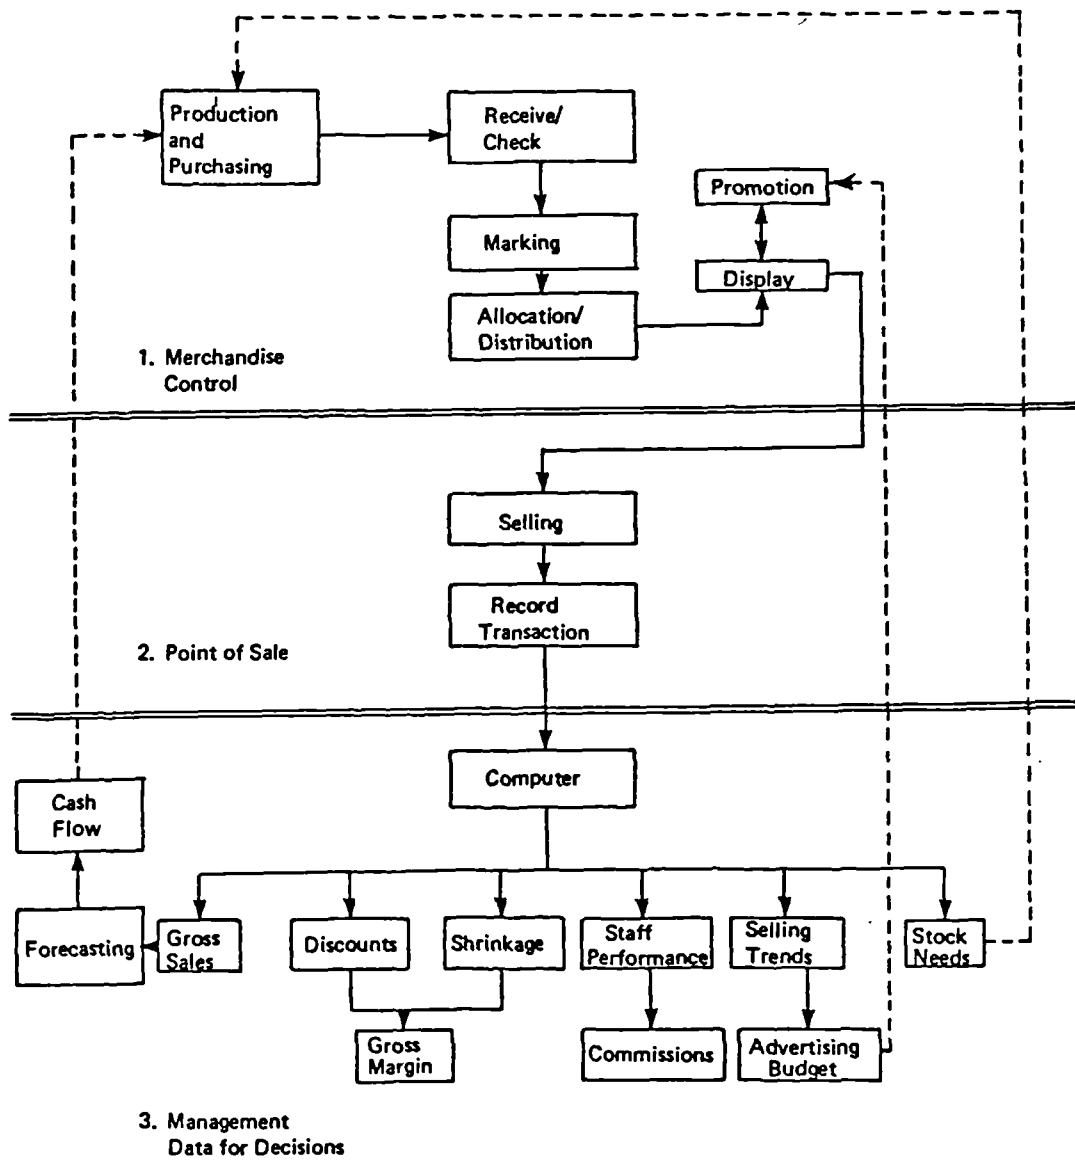 Production
and
Purchasing
Receive/
Check
Promotion
Marking
Display
Allocation/
Distribution
1. Merchandise
Control
Selling
Record
Transaction
2. Point of Sale
Computer
Cash
Flow
Forecasting
Gross
Sales
Discounts
Shrinkage
Staff
Performance
Selling
Trends
Stock
Needs
Gross
Margin
Commissions
Advertising
Budget
3. Management
Data for Decisions